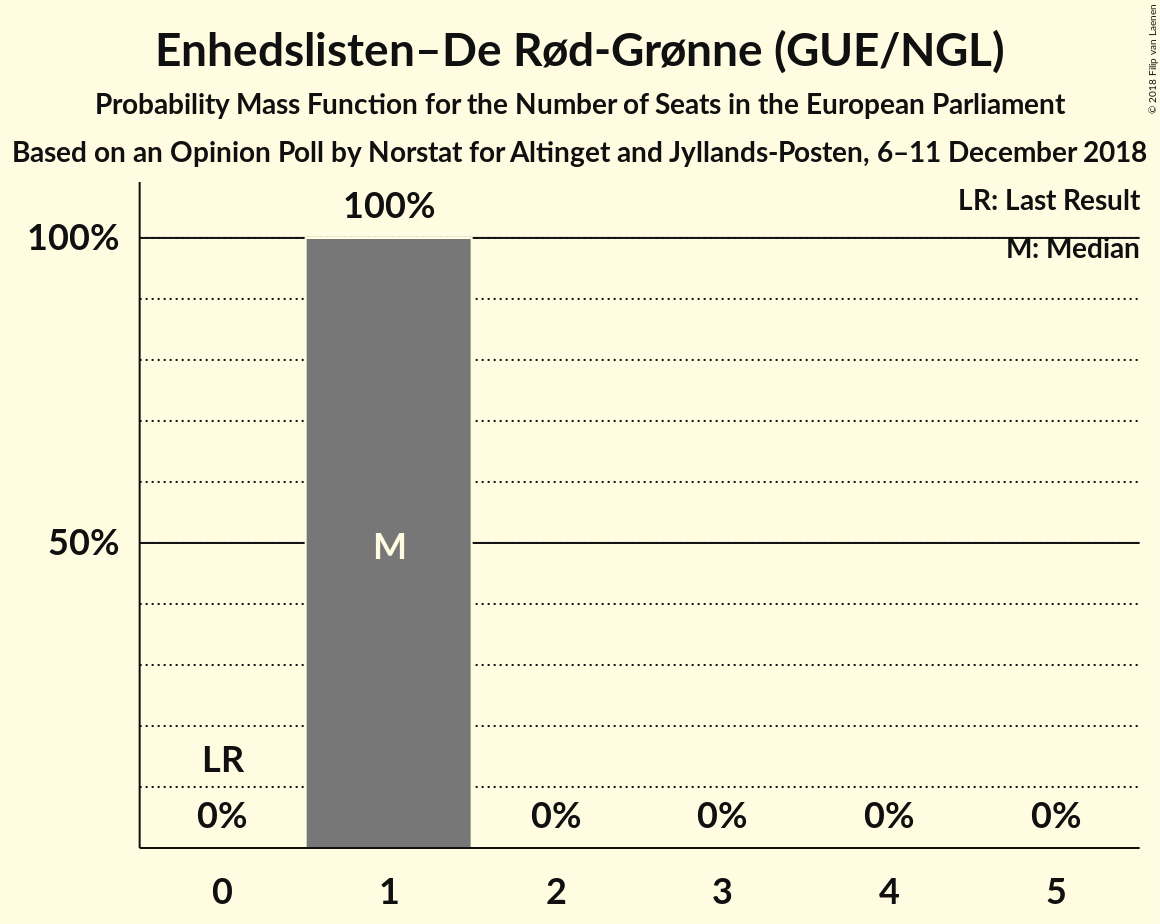 Enhedslisten–De Rød-Grønne (GUE/NGL)
Probability Mass Function for the Number of Seats in the European Parliament
Based on an Opinion Poll by Norstat for Altinget and Jyllands-Posten, 6–11 December 2018
© 2018 Filip van Laenen
LR: Last Result
M: Median
100%
100%
50%
M
LR
0%
0%
0%
0%
0%
0
1
2
3
4
5